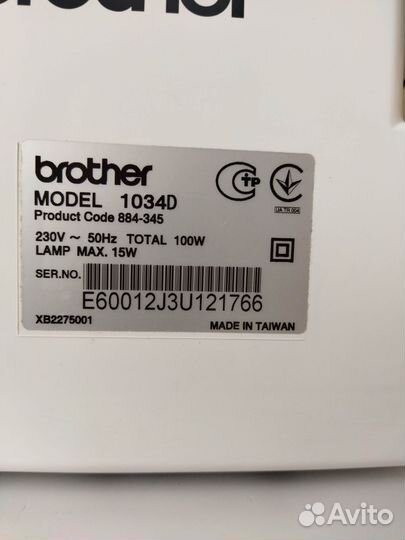 brother
brother
MODEL 1034D
Product Code 884-345
230V ~ 50Hz TOTAL 100W
LAMP MAX. 15W
SER.NO.
E60012J3U121766
MADE IN TAIWAN
XB2275001
Avito